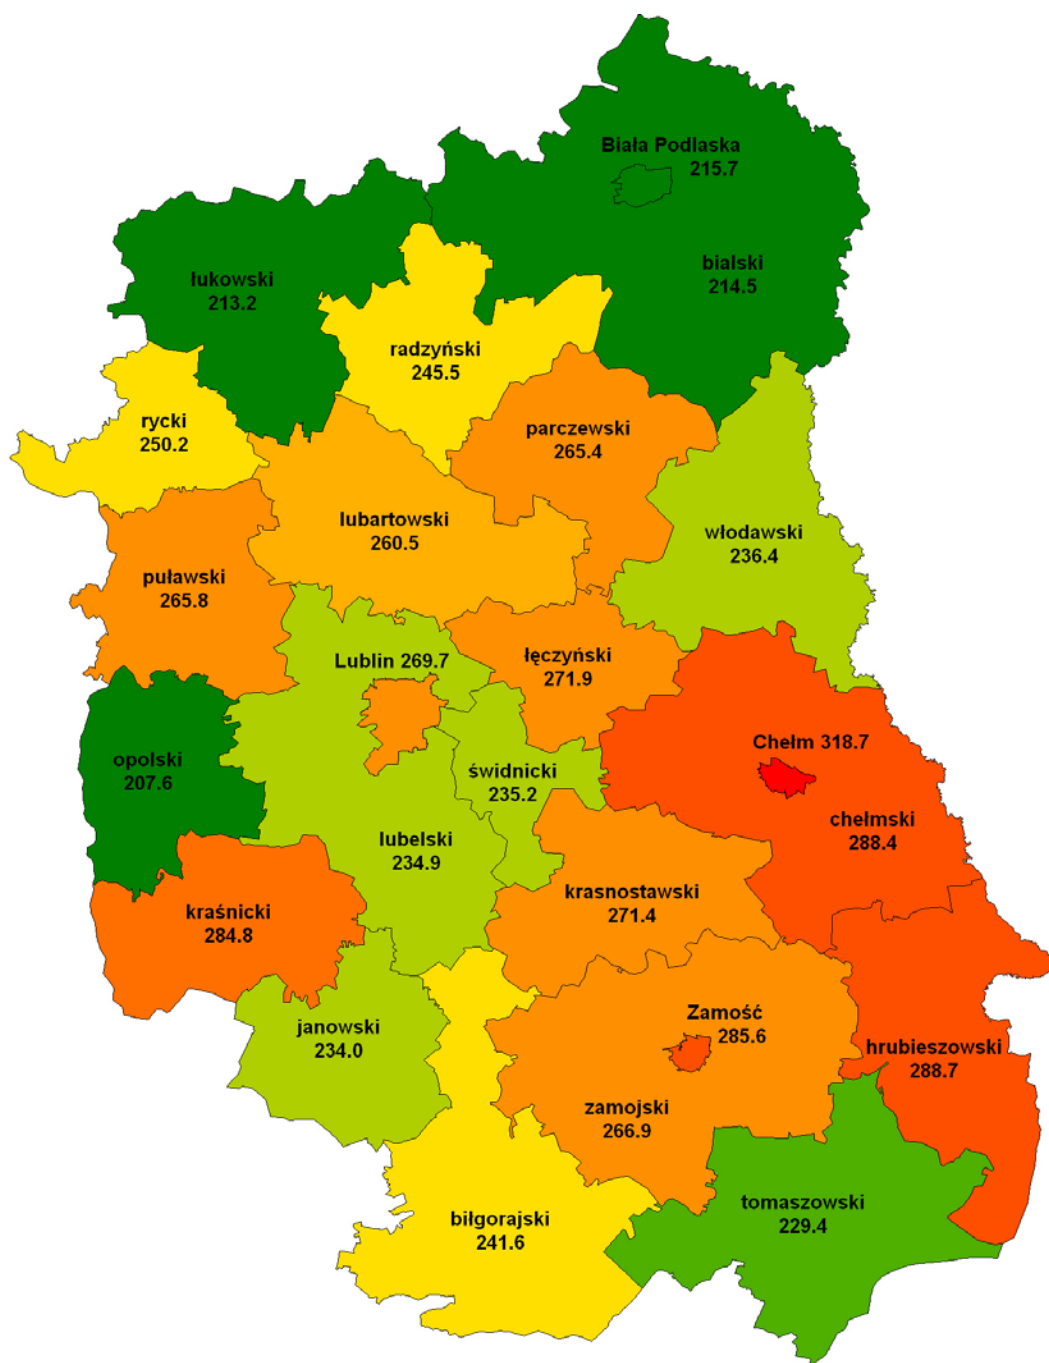 Biała Podlaska
215.7
bialski
214.5
łukowski
213.2
radzyński
245.5
rycki
250.2
parczewski
265.4
lubartowski
260.5
włodawski
236.4
puławski
265.8
Lublin 269.7
łęczyński
271.9
opolski
207.6
świdnicki
235.2
Chełm 318.7
chełmski
288.4
lubelski
234.9
krasnostawski
271.4
kraśnicki
284.8
janowski
234.0
Zamość
285.6
hrubieszowski
288.7
zamojski
266.9
tomaszowski
229.4
biłgorajski
241.6